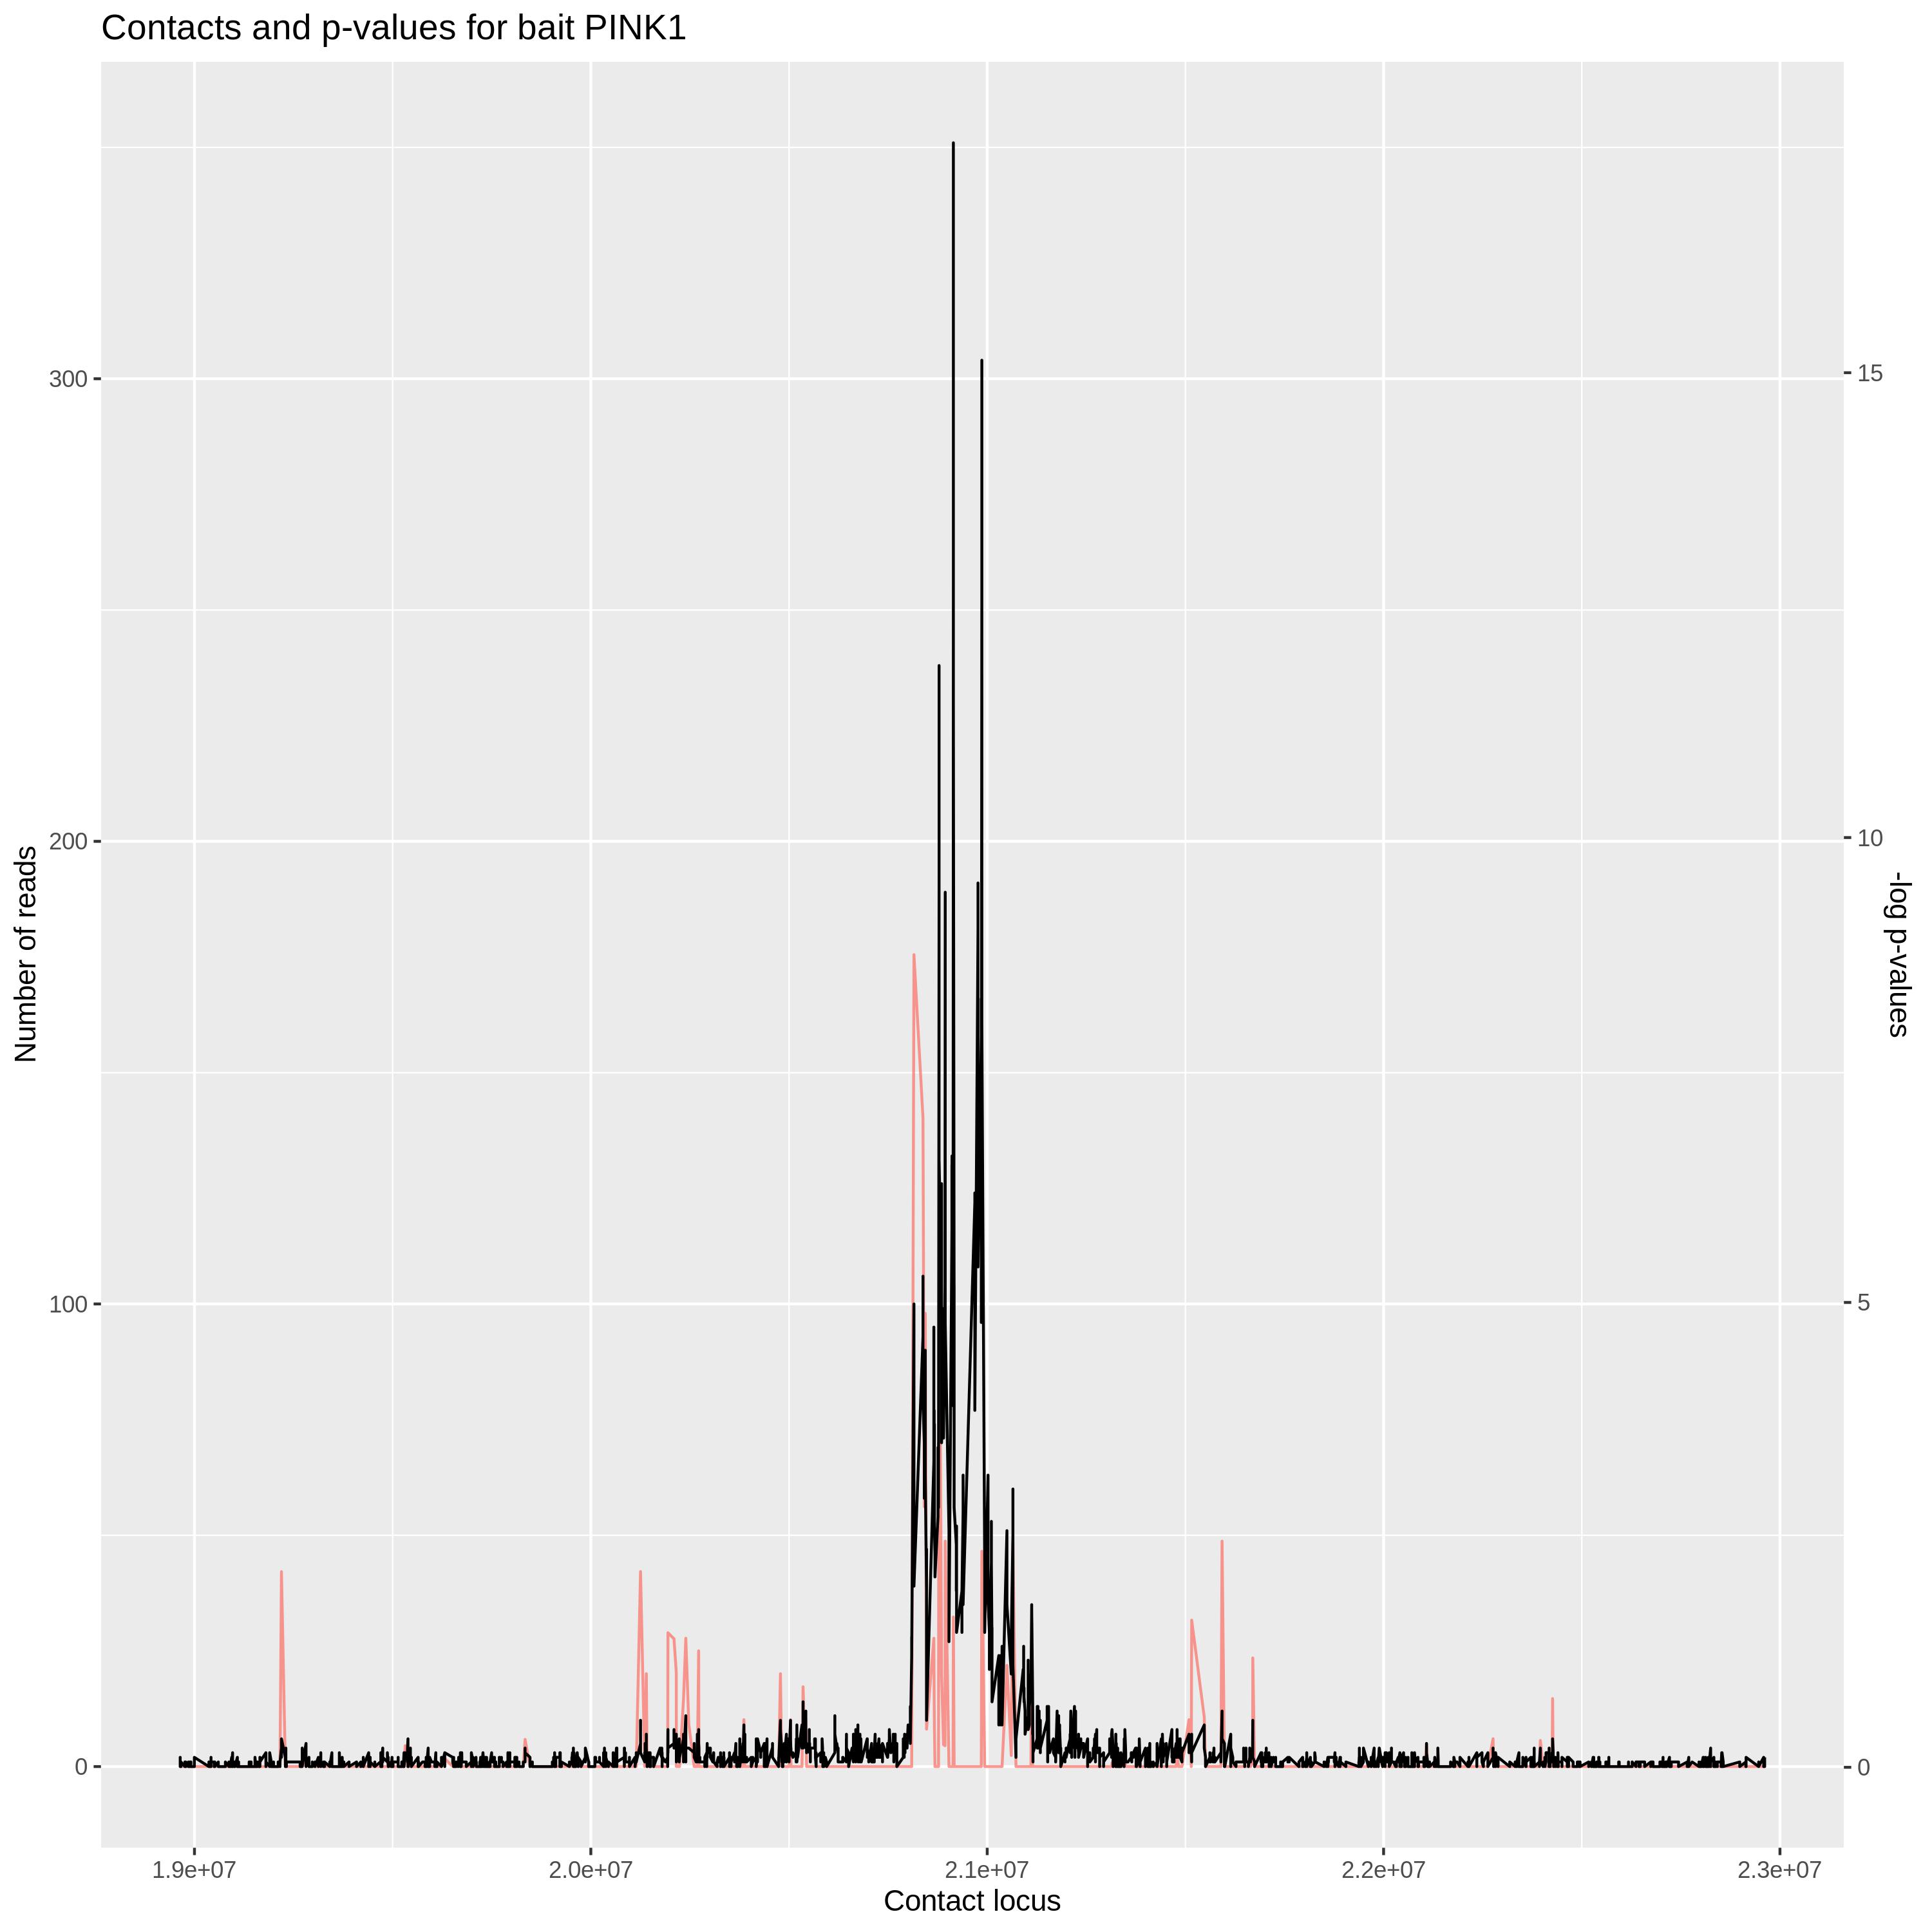 Contacts and p-values for bait PINK1
Number of reads
300
200
100
0
15
10
5
0
-log p-values
1.9e+07 2.0e+07 2.1e+07 2.2e+07 2.3e+07
Contact locus